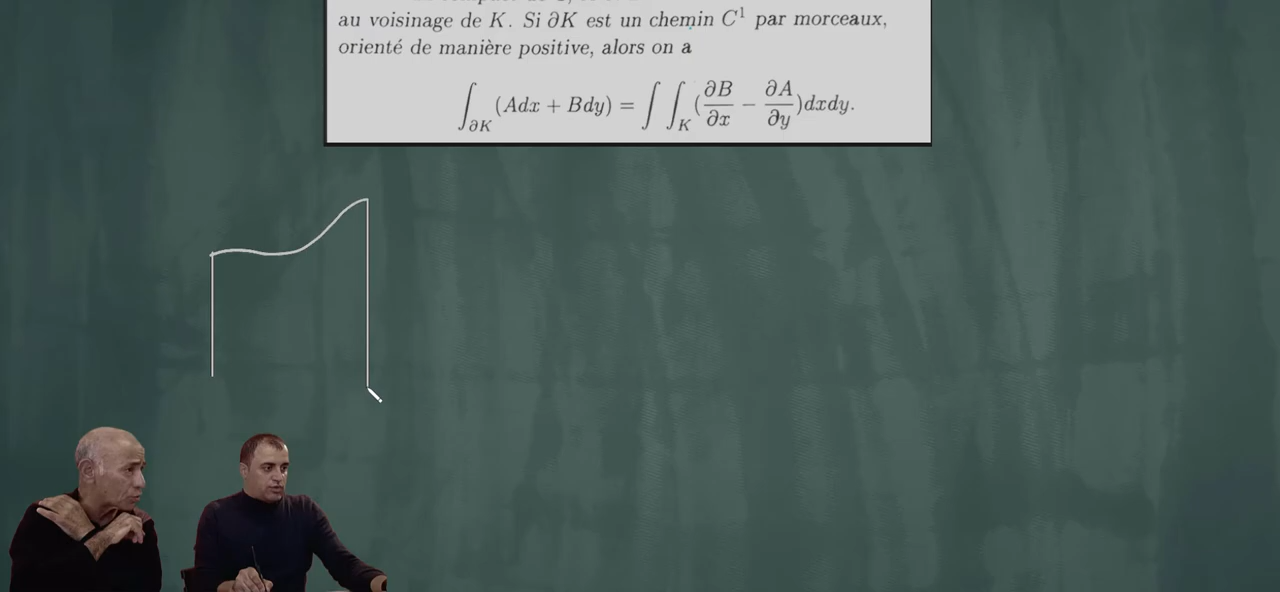 au voisinage de K. Si ∂K est un chemin C¹ par morceaux,
orienté de manière positive, alors on a
∫_{∂K} (Adx + Bdy) = ∫∫_K (∂B/∂x − ∂A/∂y)dxdy.